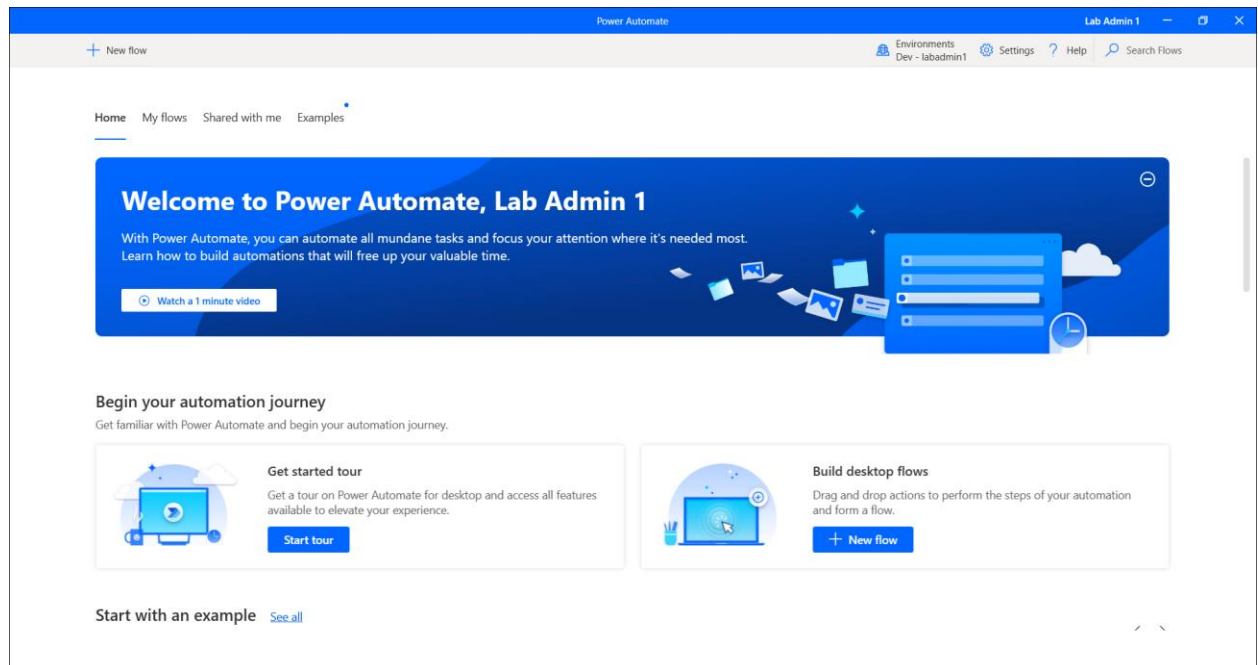 Power Automate
Lab Admin 1
New flow
Environments
Dev - labadmin1
Settings
Help
Search Flows
Home
My flows
Shared with me
Examples
Welcome to Power Automate, Lab Admin 1
With Power Automate, you can automate all mundane tasks and focus your attention where it's needed most.
Learn how to build automations that will free up your valuable time.
Watch a 1 minute video
Begin your automation journey
Get familiar with Power Automate and begin your automation journey.
Get started tour
Get a tour on Power Automate for desktop and access all features
available to elevate your experience.
Start tour
Build desktop flows
Drag and drop actions to perform the steps of your automation
and form a flow.
New flow
Start with an example
See all